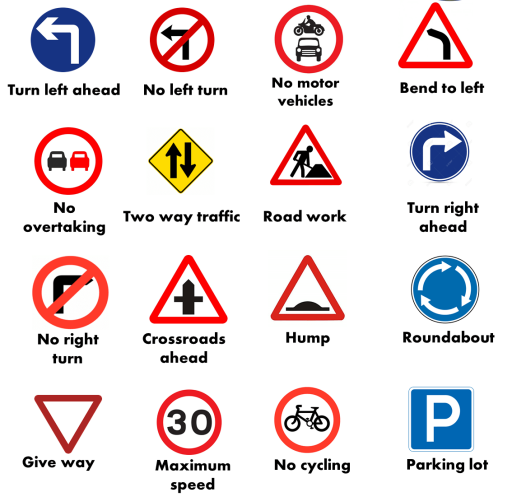 Turn left ahead
No left turn
No motor
vehicles
Bend to left
No
overtaking
Two way traffic
Road work
Turn right
ahead
No right
turn
Crossroads
ahead
Hump
Roundabout
30
P
Give way
Maximum
speed
No cycling
Parking lot